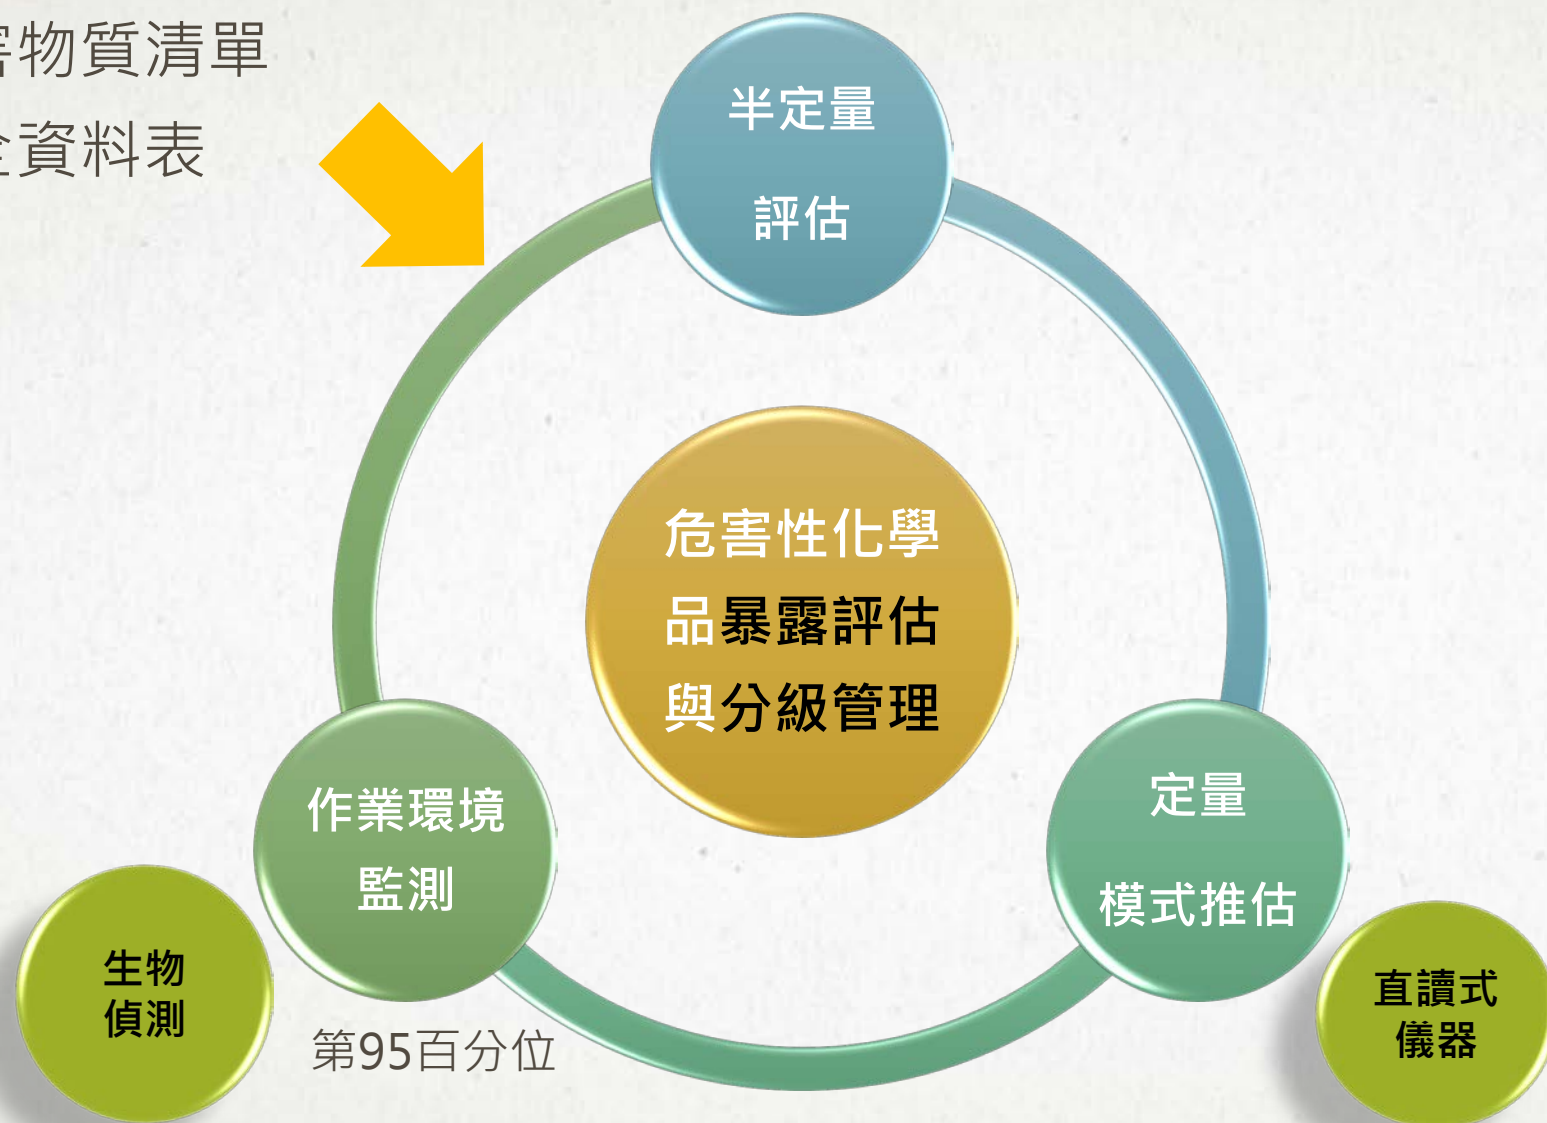 害物質清單
全資料表
半定量
評估
危害性化學
品暴露評估
與分級管理
作業環境
監測
定量
模式推估
生物
偵測
直讀式
儀器
第95百分位